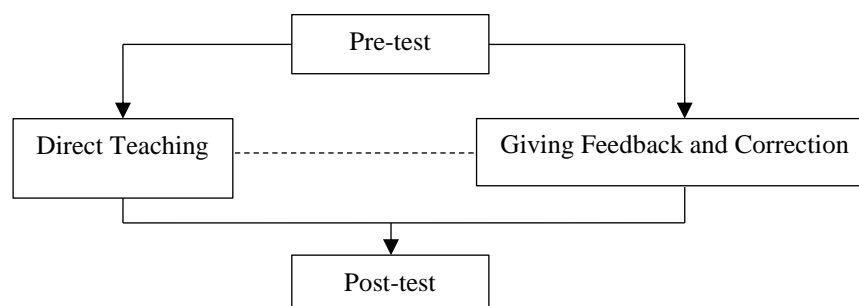 Pre-test
Direct Teaching
Giving Feedback and Correction
Post-test